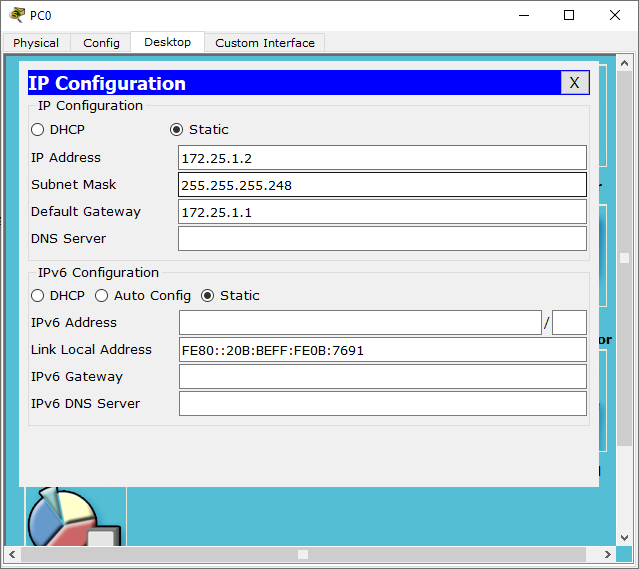 PC0
Physical Config Desktop Custom Interface
IP Configuration X
IP Configuration
DHCP Static
IP Address 172.25.1.2
Subnet Mask 255.255.255.248
Default Gateway 172.25.1.1
DNS Server
IPv6 Configuration
DHCP Auto Config Static
IPv6 Address /
Link Local Address FE80::20B:BEFF:FE0B:7691
IPv6 Gateway
IPv6 DNS Server